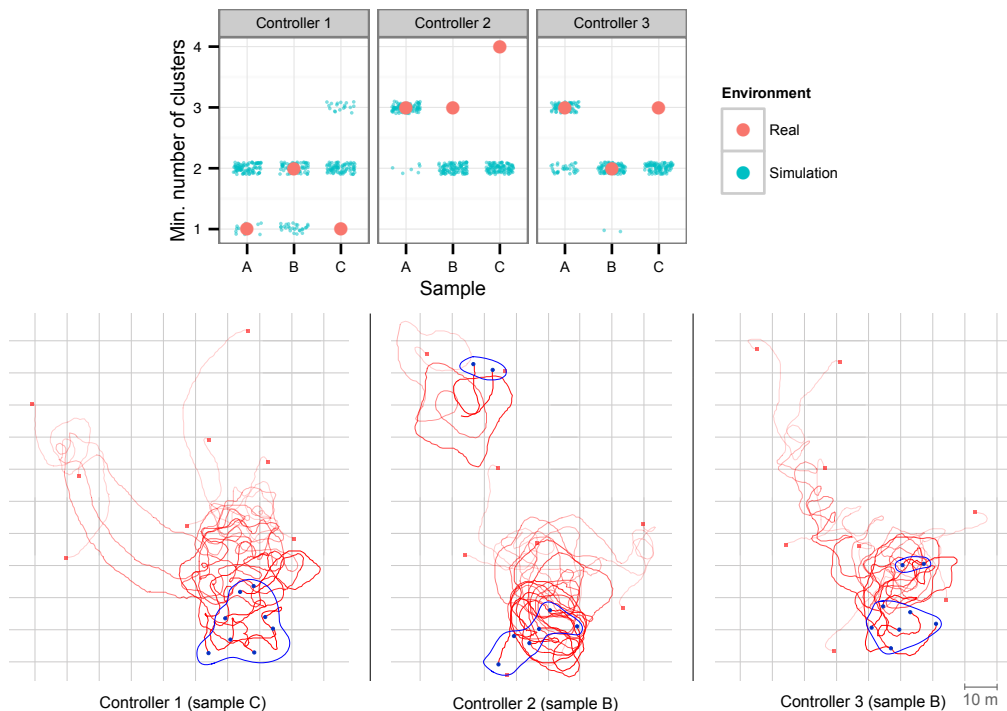 Controller 1 Controller 2 Controller 3
Min. number of clusters
4
3
2
1
A B C A B C A B C
Sample
Environment
Real
Simulation
Controller 1 (sample C) Controller 2 (sample B) Controller 3 (sample B)
10 m